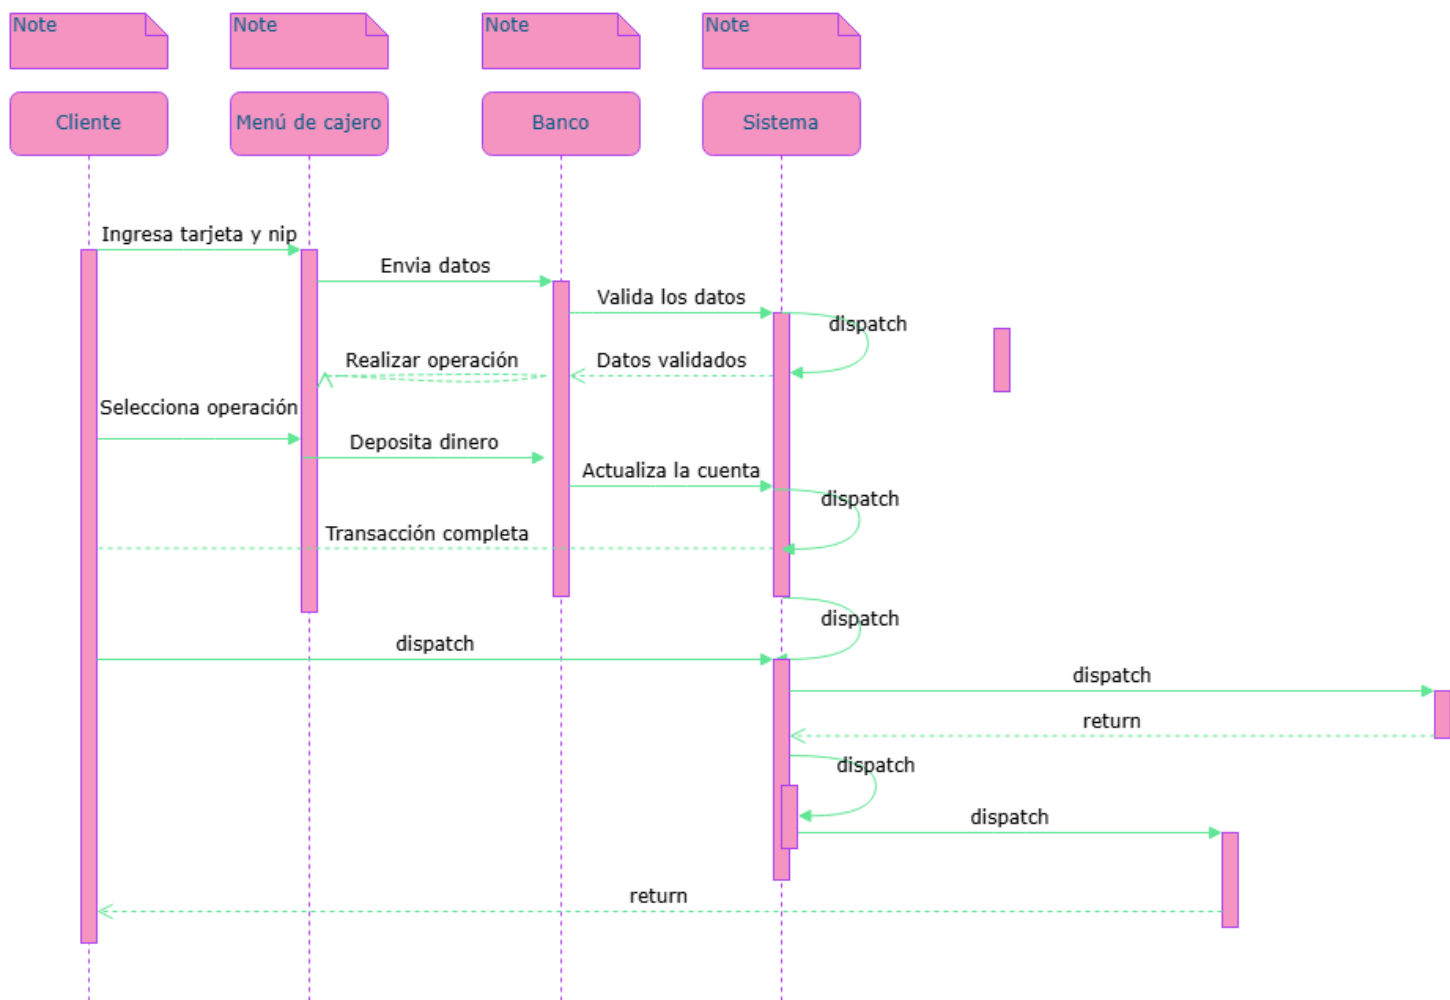 Note
Note
Note
Note
Cliente
Menú de cajero
Banco
Sistema
Ingresa tarjeta y nip
Envia datos
Valida los datos
dispatch
Realizar operación
Datos validados
Selecciona operación
Deposita dinero
Actualiza la cuenta
dispatch
Transacción completa
dispatch
dispatch
dispatch
return
dispatch
dispatch
return